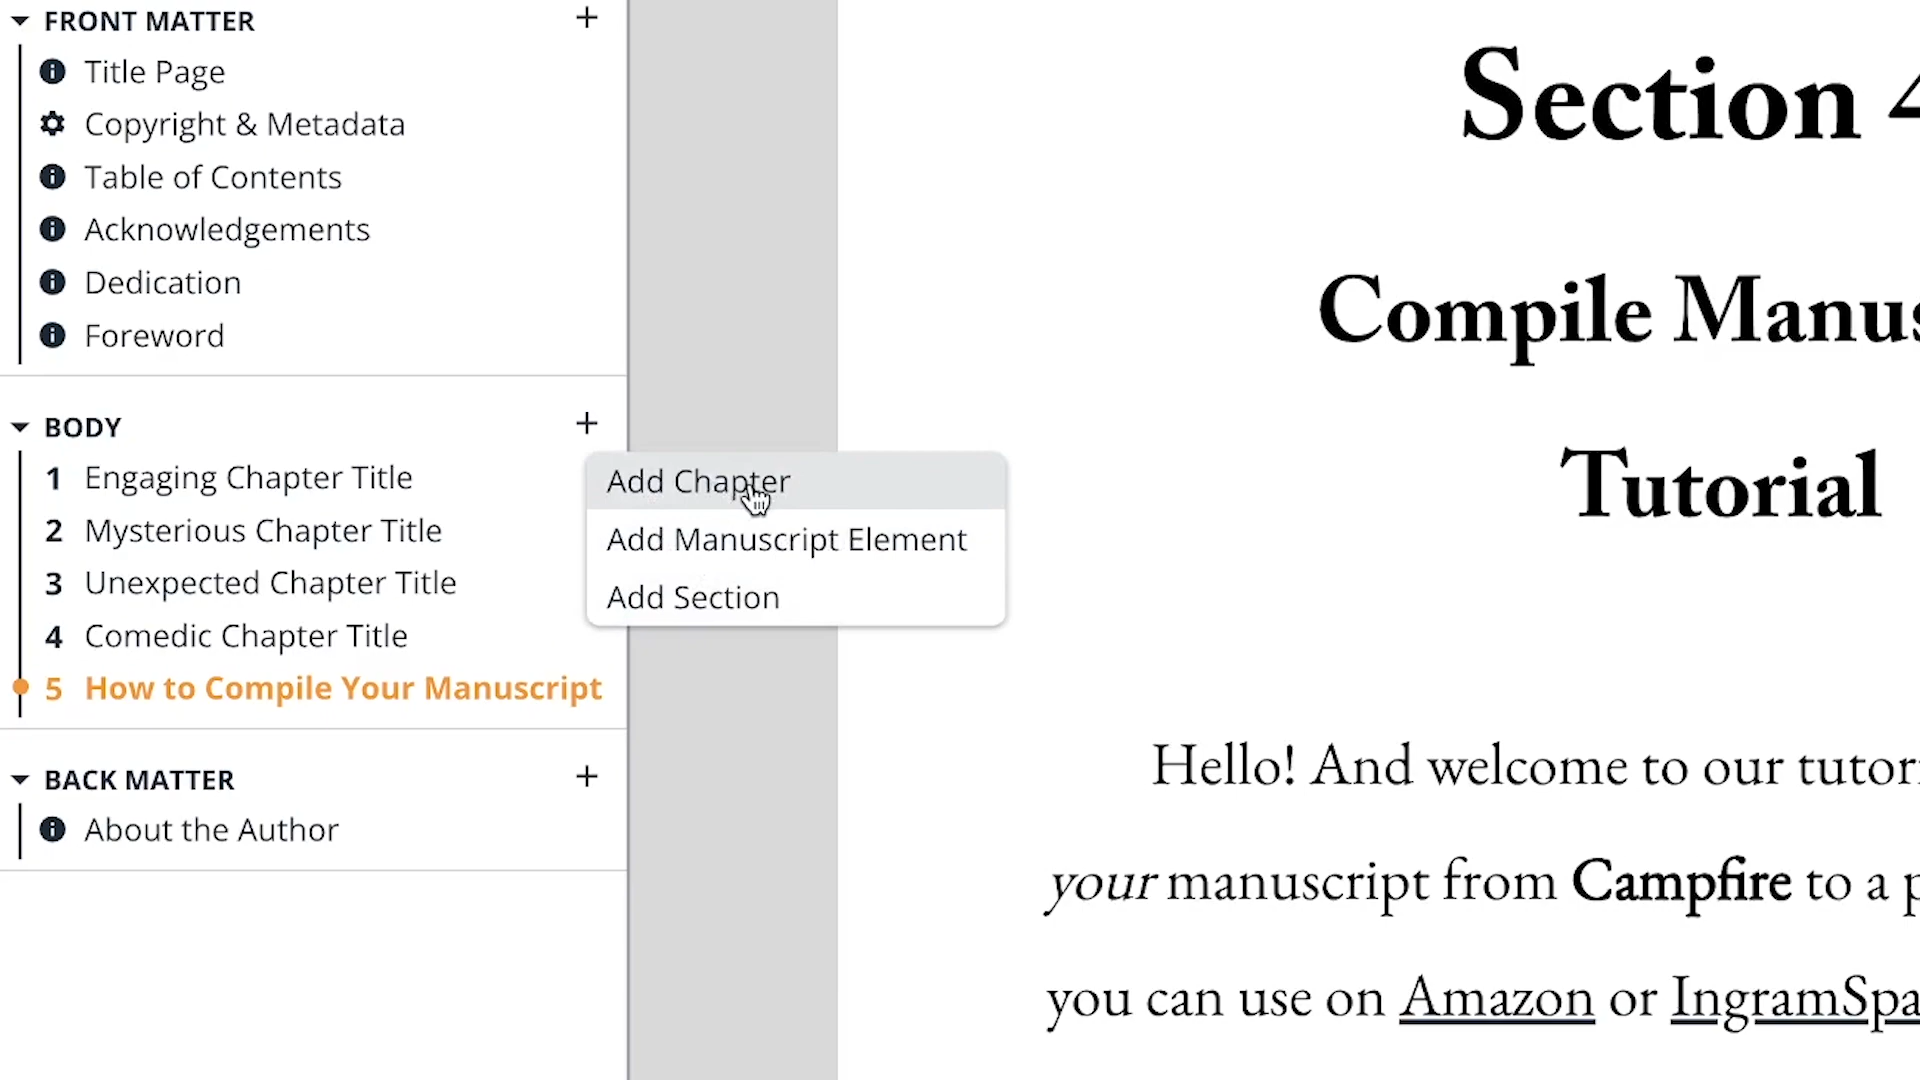 FRONT MATTER
Title Page
Copyright & Metadata
Table of Contents
Acknowledgements
Dedication
Foreword
BODY
1 Engaging Chapter Title
2 Mysterious Chapter Title
3 Unexpected Chapter Title
4 Comedic Chapter Title
5 How to Compile Your Manuscript
BACK MATTER
About the Author
Add Chapter
Add Manuscript Element
Add Section
Section 4
Compile Manus
Tutorial
Hello! And welcome to our tutori
your manuscript from Campfire to a p
you can use on Amazon or IngramSpa